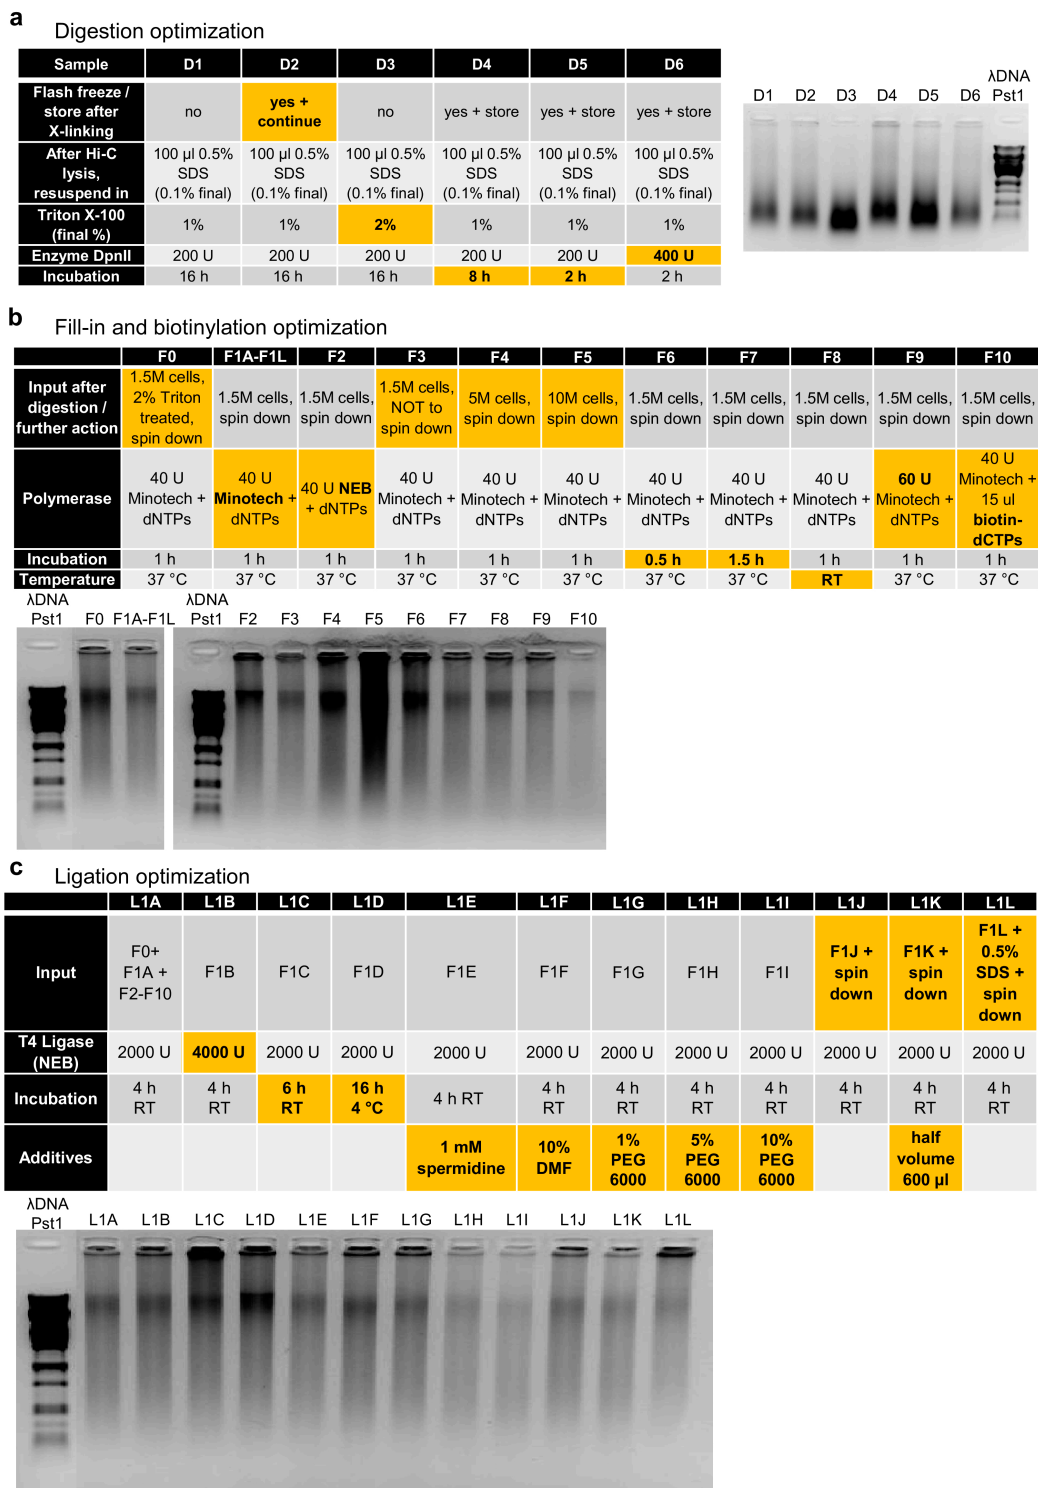 a
Digestion optimization
Sample D1 D2 D3 D4 D5 D6
Flash freeze / store after X-linking no yes + continue no yes + store yes + store yes + store
After Hi-C lysis, resuspend in 100 µl 0.5% SDS (0.1% final) 100 µl 0.5% SDS (0.1% final) 100 µl 0.5% SDS (0.1% final) 100 µl 0.5% SDS (0.1% final) 100 µl 0.5% SDS (0.1% final) 100 µl 0.5% SDS (0.1% final)
Triton X-100 (final %) 1% 1% 2% 1% 1% 1%
Enzyme DpnII 200 U 200 U 200 U 200 U 200 U 400 U
Incubation 16 h 16 h 16 h 8 h 2 h 2 h
λDNA
D1 D2 D3 D4 D5 D6 Pst1
b
Fill-in and biotinylation optimization
F0 F1A-F1L F2 F3 F4 F5 F6 F7 F8 F9 F10
Input after digestion / further action 1.5M cells, 2% Triton treated, spin down 1.5M cells, spin down 1.5M cells, spin down 1.5M cells, NOT to spin down 5M cells, spin down 10M cells, spin down 1.5M cells, spin down 1.5M cells, spin down 1.5M cells, spin down 1.5M cells, spin down 1.5M cells, spin down
Polymerase 40 U Minotech + dNTPs 40 U Minotech + dNTPs 40 U NEB + dNTPs 40 U Minotech + dNTPs 40 U Minotech + dNTPs 40 U Minotech + dNTPs 40 U Minotech + dNTPs 40 U Minotech + dNTPs 40 U Minotech + dNTPs 60 U Minotech + dNTPs 40 U Minotech + 15 ul biotin-dCTPs
Incubation 1 h 1 h 1 h 1 h 1 h 1 h 0.5 h 1.5 h 1 h 1 h 1 h
Temperature 37 °C 37 °C 37 °C 37 °C 37 °C 37 °C 37 °C 37 °C RT 37 °C 37 °C
λDNA λDNA
Pst1 F0 F1A-F1L Pst1 F2 F3 F4 F5 F6 F7 F8 F9 F10
c
Ligation optimization
L1A L1B L1C L1D L1E L1F L1G L1H L1I L1J L1K L1L
Input F0+ F1A + F2-F10 F1B F1C F1D F1E F1F F1G F1H F1I F1J + spin down F1K + spin down F1L + 0.5% SDS + spin down
T4 Ligase (NEB) 2000 U 4000 U 2000 U 2000 U 2000 U 2000 U 2000 U 2000 U 2000 U 2000 U 2000 U 2000 U
Incubation 4 h RT 4 h RT 6 h RT 16 h 4 °C 4 h RT 4 h RT 4 h RT 4 h RT 4 h RT 4 h RT 4 h RT 4 h RT
Additives 1 mM spermidine 10% DMF 1% PEG 6000 5% PEG 6000 10% PEG 6000 half volume 600 µl
λDNA
Pst1 L1A L1B L1C L1D L1E L1F L1G L1H L1I L1J L1K L1L